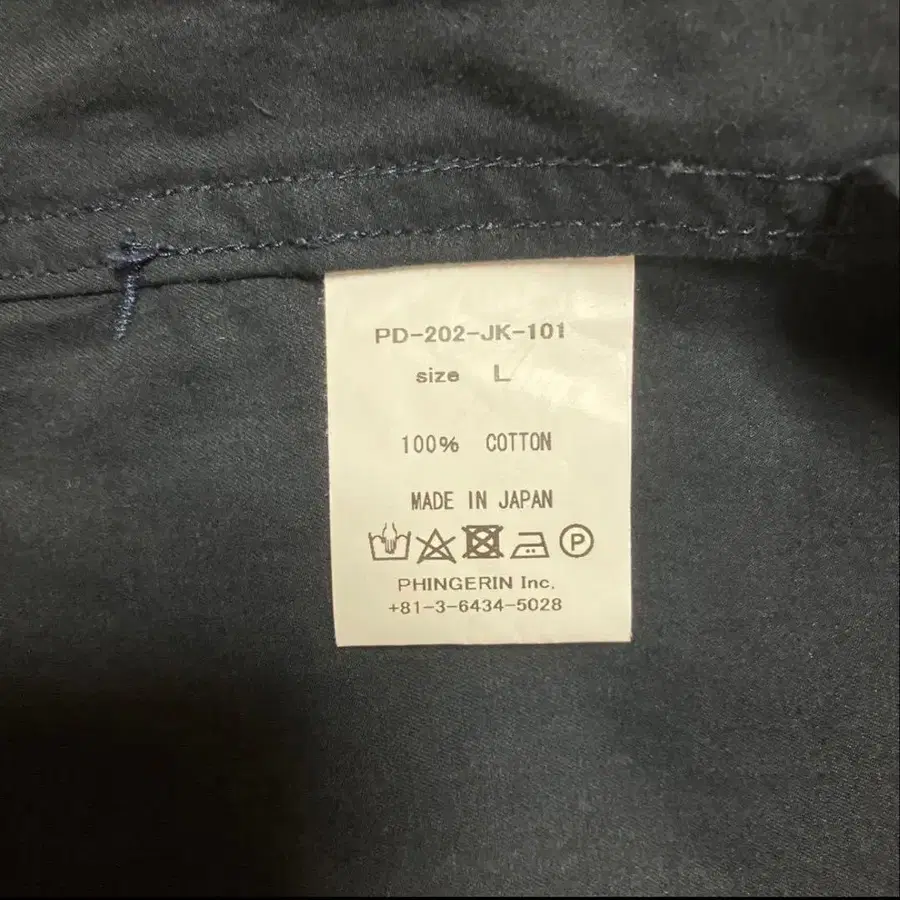 PD-202-JK-101
size L
100% COTTON
MADE IN JAPAN
P
PHINGERIN Inc.
+81-3-6434-5028